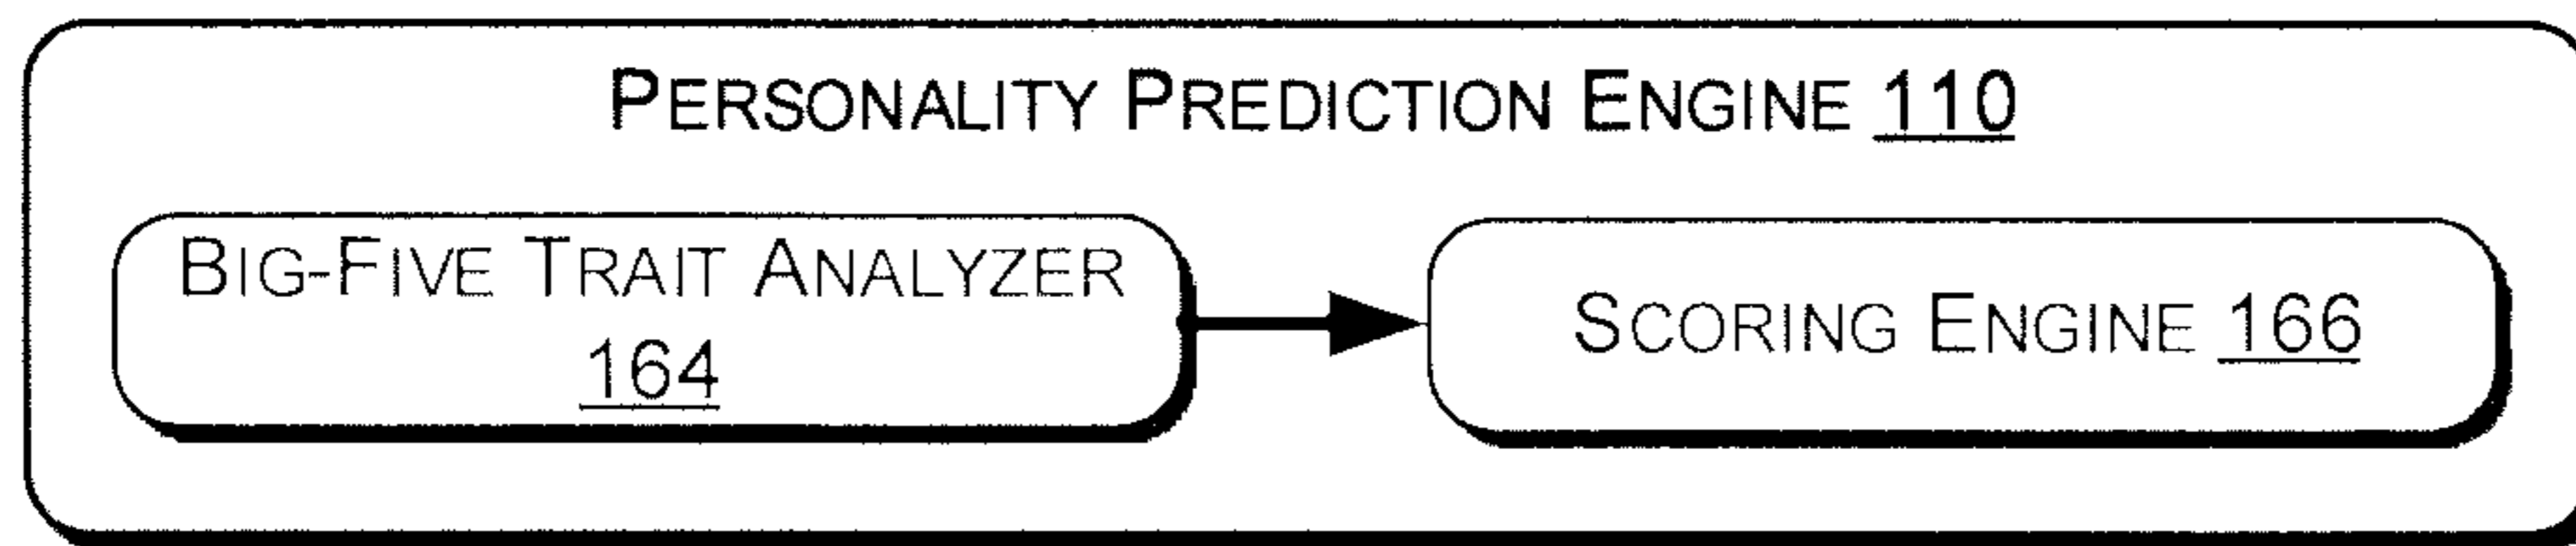 PERSONALITY PREDICTION ENGINE 110
BIG-FIVE TRAIT ANALYZER
164
SCORING ENGINE 166